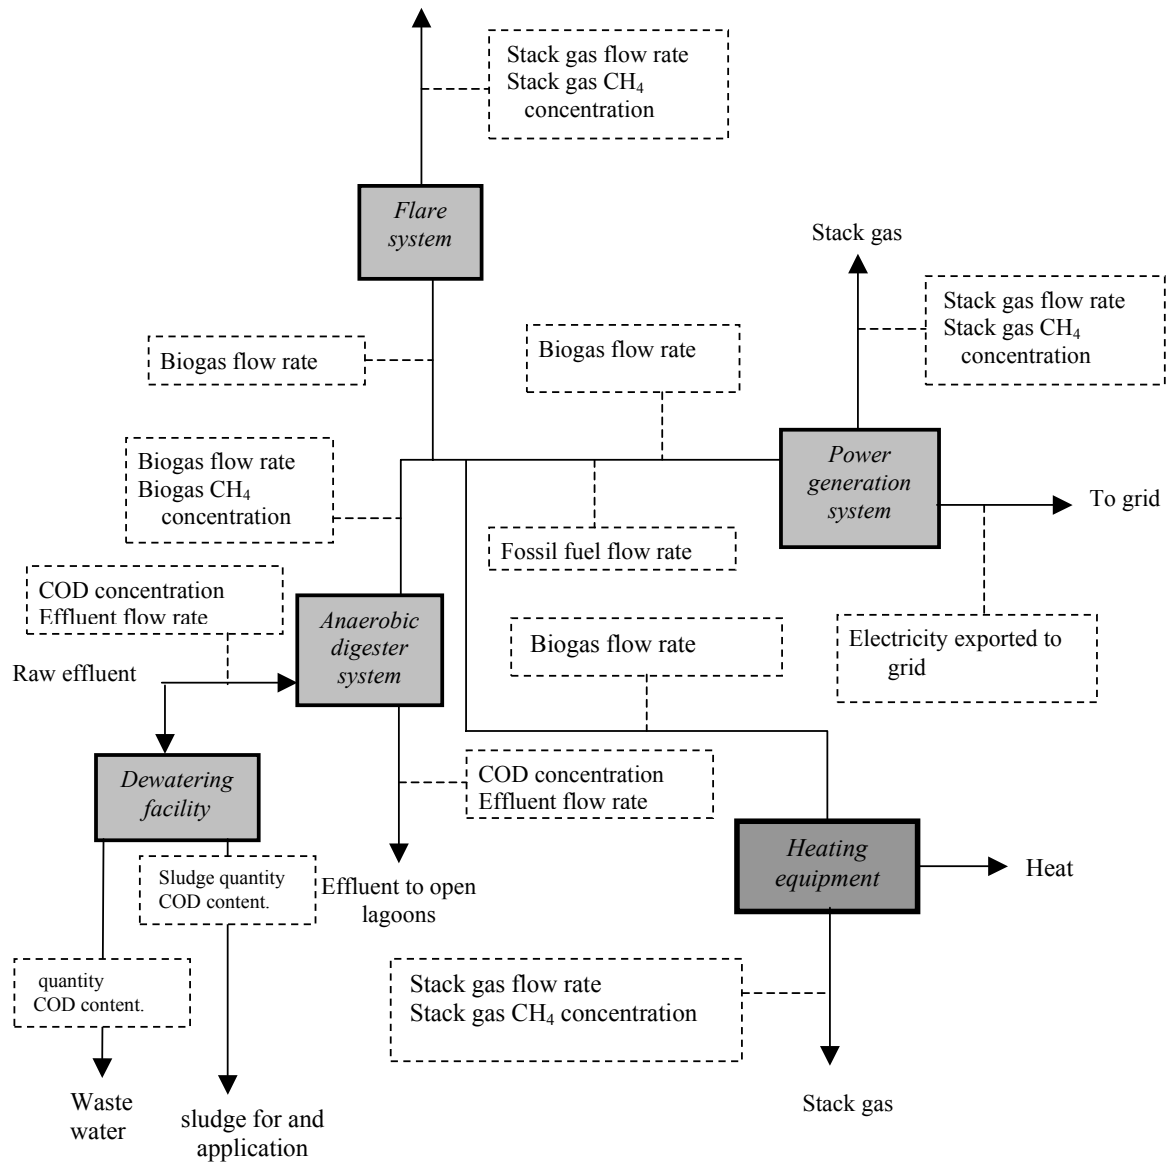 Stack gas flow rate
Stack gas CH₄
concentration
Flare
system
Stack gas
Stack gas flow rate
Stack gas CH₄
concentration
Biogas flow rate
Biogas flow rate
Biogas flow rate
Biogas CH₄
concentration
Power
generation
system
To grid
Fossil fuel flow rate
COD concentration
Effluent flow rate
Anaerobic
digester
system
Biogas flow rate
Electricity exported to
grid
Raw effluent
Dewatering
facility
COD concentration
Effluent flow rate
Heating
equipment
Heat
Sludge quantity
COD content.
Effluent to open
lagoons
quantity
COD content.
Stack gas flow rate
Stack gas CH₄ concentration
Waste
water
sludge for and
application
Stack gas